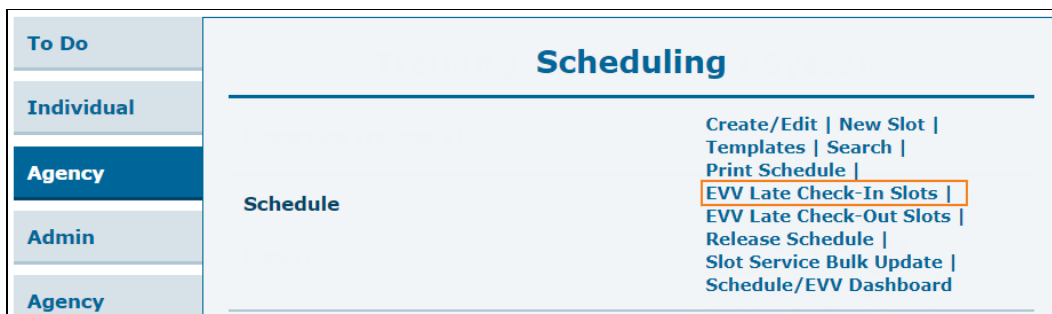 To Do
Individual
Agency
Admin
Agency
Scheduling
Schedule
Create/Edit | New Slot |
Templates | Search |
Print Schedule |
EVV Late Check-In Slots |
EVV Late Check-Out Slots |
Release Schedule |
Slot Service Bulk Update |
Schedule/EVV Dashboard